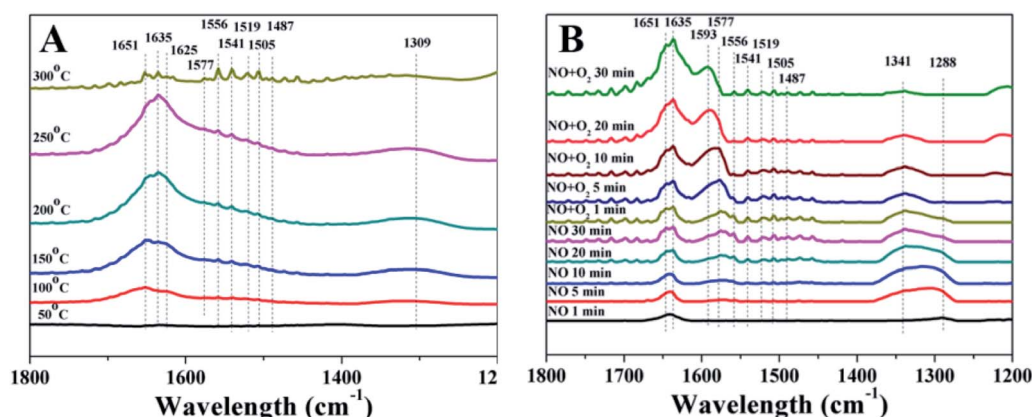 A
1651 1635 1625 1577 1556 1541 1519 1505 1487 1309
300°C
250°C
200°C
150°C
100°C
50°C
1800 1600 1400 120
Wavelength (cm-1)
B
1651 1635 1593 1577 1556 1541 1519 1505 1487 1341 1288
NO+O2 30 min
NO+O2 20 min
NO+O2 10 min
NO+O2 5 min
NO+O2 1 min
NO 30 min
NO 20 min
NO 10 min
NO 5 min
NO 1 min
1800 1700 1600 1500 1400 1300 1200
Wavelength (cm-1)